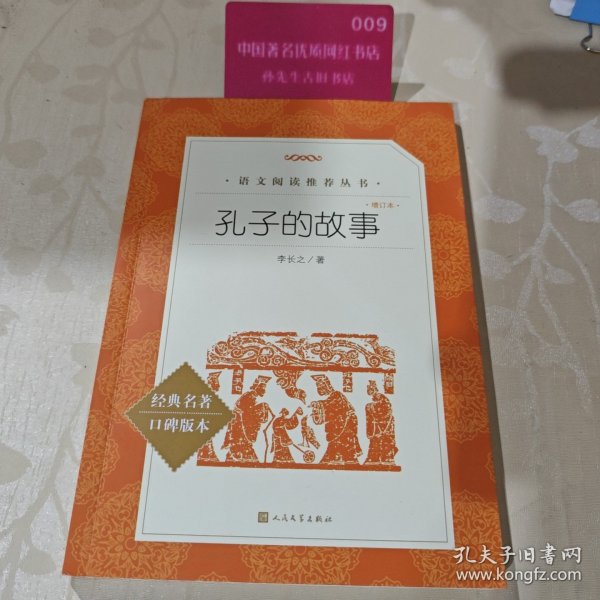 009
中国著名优质网红书店
孙先生古旧书店
·语文阅读推荐丛书·
·增订本·
孔子的故事
李长之/著
经典名著
口碑版本
人民文学出版社
孔夫子旧书网
www.kongfz.com